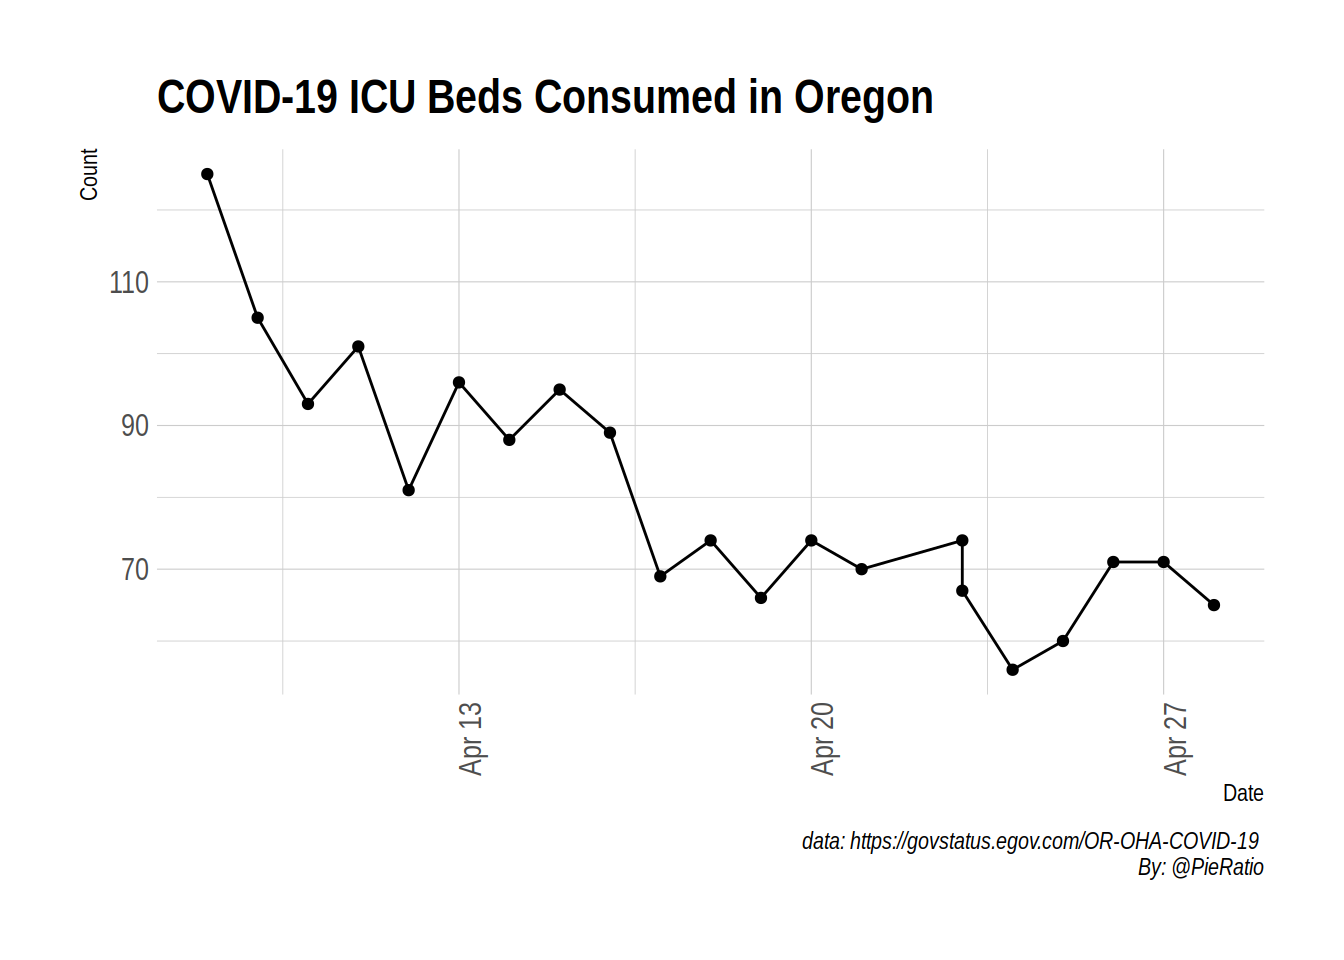 COVID-19 ICU Beds Consumed in Oregon
Count
110
90
70
Apr 13
Apr 20
Apr 27
Date
data: https://govstatus.egov.com/OR-OHA-COVID-19
By: @PieRatio